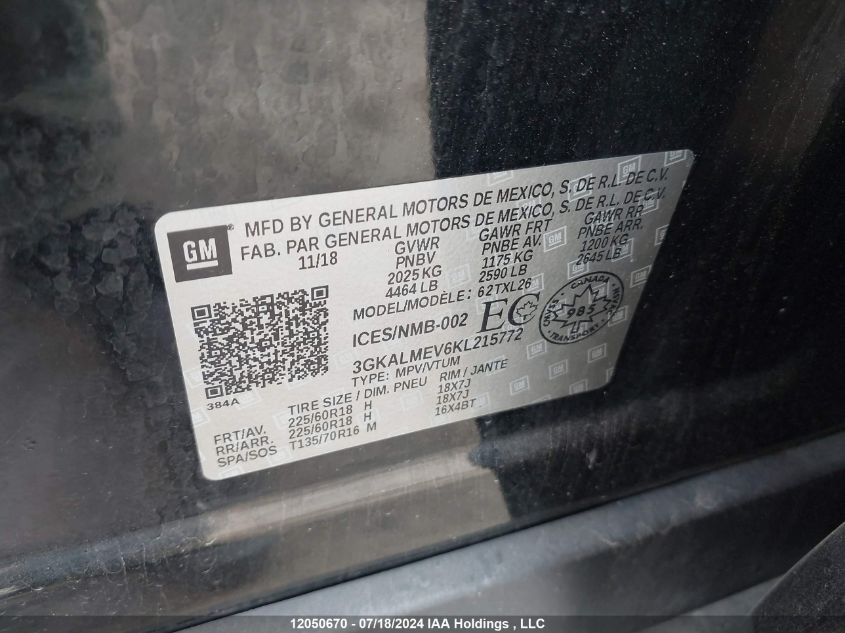 GM
MFD BY GENERAL MOTORS DE MEXICO, S. DE R.L. DE C.V.
FAB. PAR GENERAL MOTORS DE MEXICO, S. DE R.L. DE C.V.
11/18 GVWR GAWR FRT GAWR RR
PNBV PNBE AV. PNBE ARR.
2025 KG 1175 KG 1200 KG
4464 LB 2590 LB 2645 LB
MODEL/MODÈLE: 62TXL26
ICES/NMB-002 EC
CANADA
985
TRANSPORT
3GKALMEV6KL215772
TYPE: MPV/VTUM
384A
TIRE SIZE / DIM. PNEU RIM / JANTE
FRT/AV. 225/60R18 H 18X7J
RR/ARR. 225/60R18 H 18X7J
SPA/SOS T135/70R16 M 16X4BT
12050670 - 07/18/2024 IAA Holdings , LLC